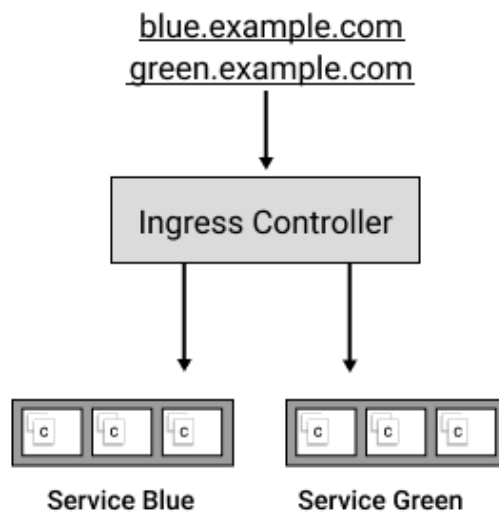 blue.example.com
green.example.com
Ingress Controller
C C C C C C
Service Blue Service Green